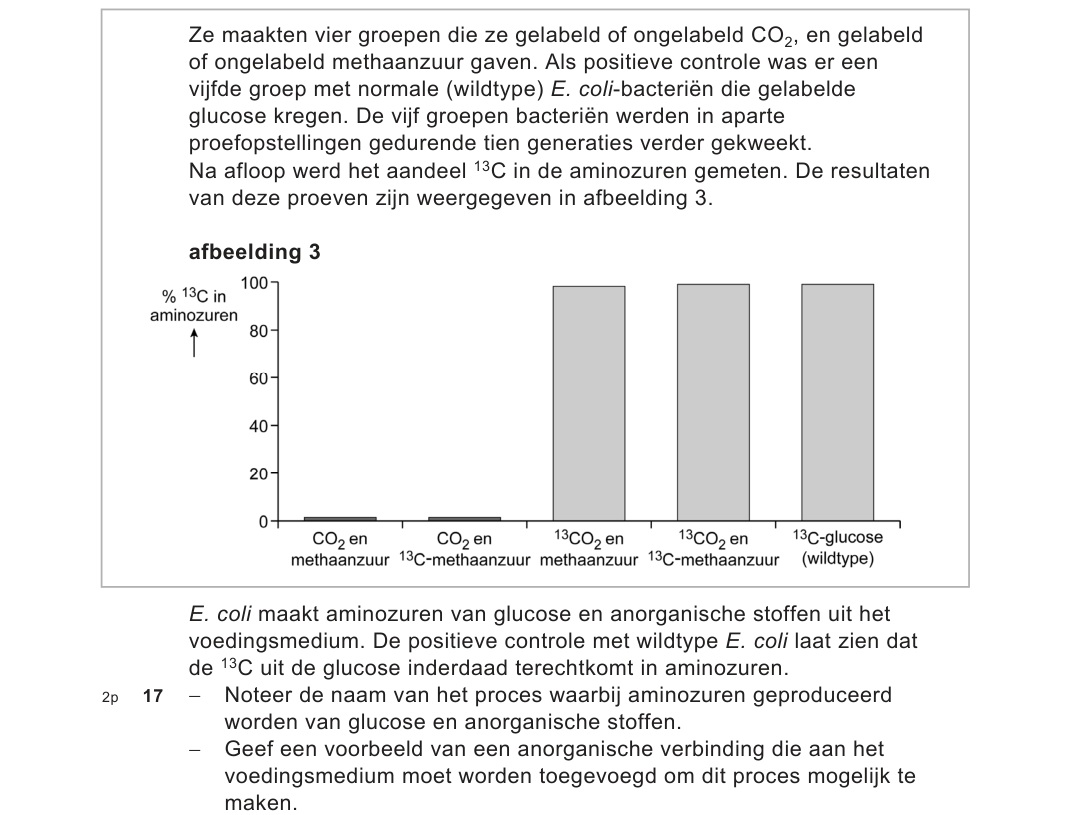 Ze maakten vier groepen die ze gelabeld of ongelabeld CO₂, en gelabeld
of ongelabeld methaanzuur gaven. Als positieve controle was er een
vijfde groep met normale (wildtype) E. coli-bacteriën die gelabelde
glucose kregen. De vijf groepen bacteriën werden in aparte
proefopstellingen gedurende tien generaties verder gekweekt.
Na afloop werd het aandeel ¹³C in de aminozuren gemeten. De resultaten
van deze proeven zijn weergegeven in afbeelding 3.
afbeelding 3
% ¹³C in
aminozuren
100
80
60
40
20
0
CO₂ en
methaanzuur
CO₂ en
¹³C-methaanzuur
¹³CO₂ en
methaanzuur
¹³CO₂ en
¹³C-methaanzuur
¹³C-glucose
(wildtype)
E. coli maakt aminozuren van glucose en anorganische stoffen uit het
voedingsmedium. De positieve controle met wildtype E. coli laat zien dat
de ¹³C uit de glucose inderdaad terechtkomt in aminozuren.
2p 17 – Noteer de naam van het proces waarbij aminozuren geproduceerd
worden van glucose en anorganische stoffen.
– Geef een voorbeeld van een anorganische verbinding die aan het
voedingsmedium moet worden toegevoegd om dit proces mogelijk te
maken.